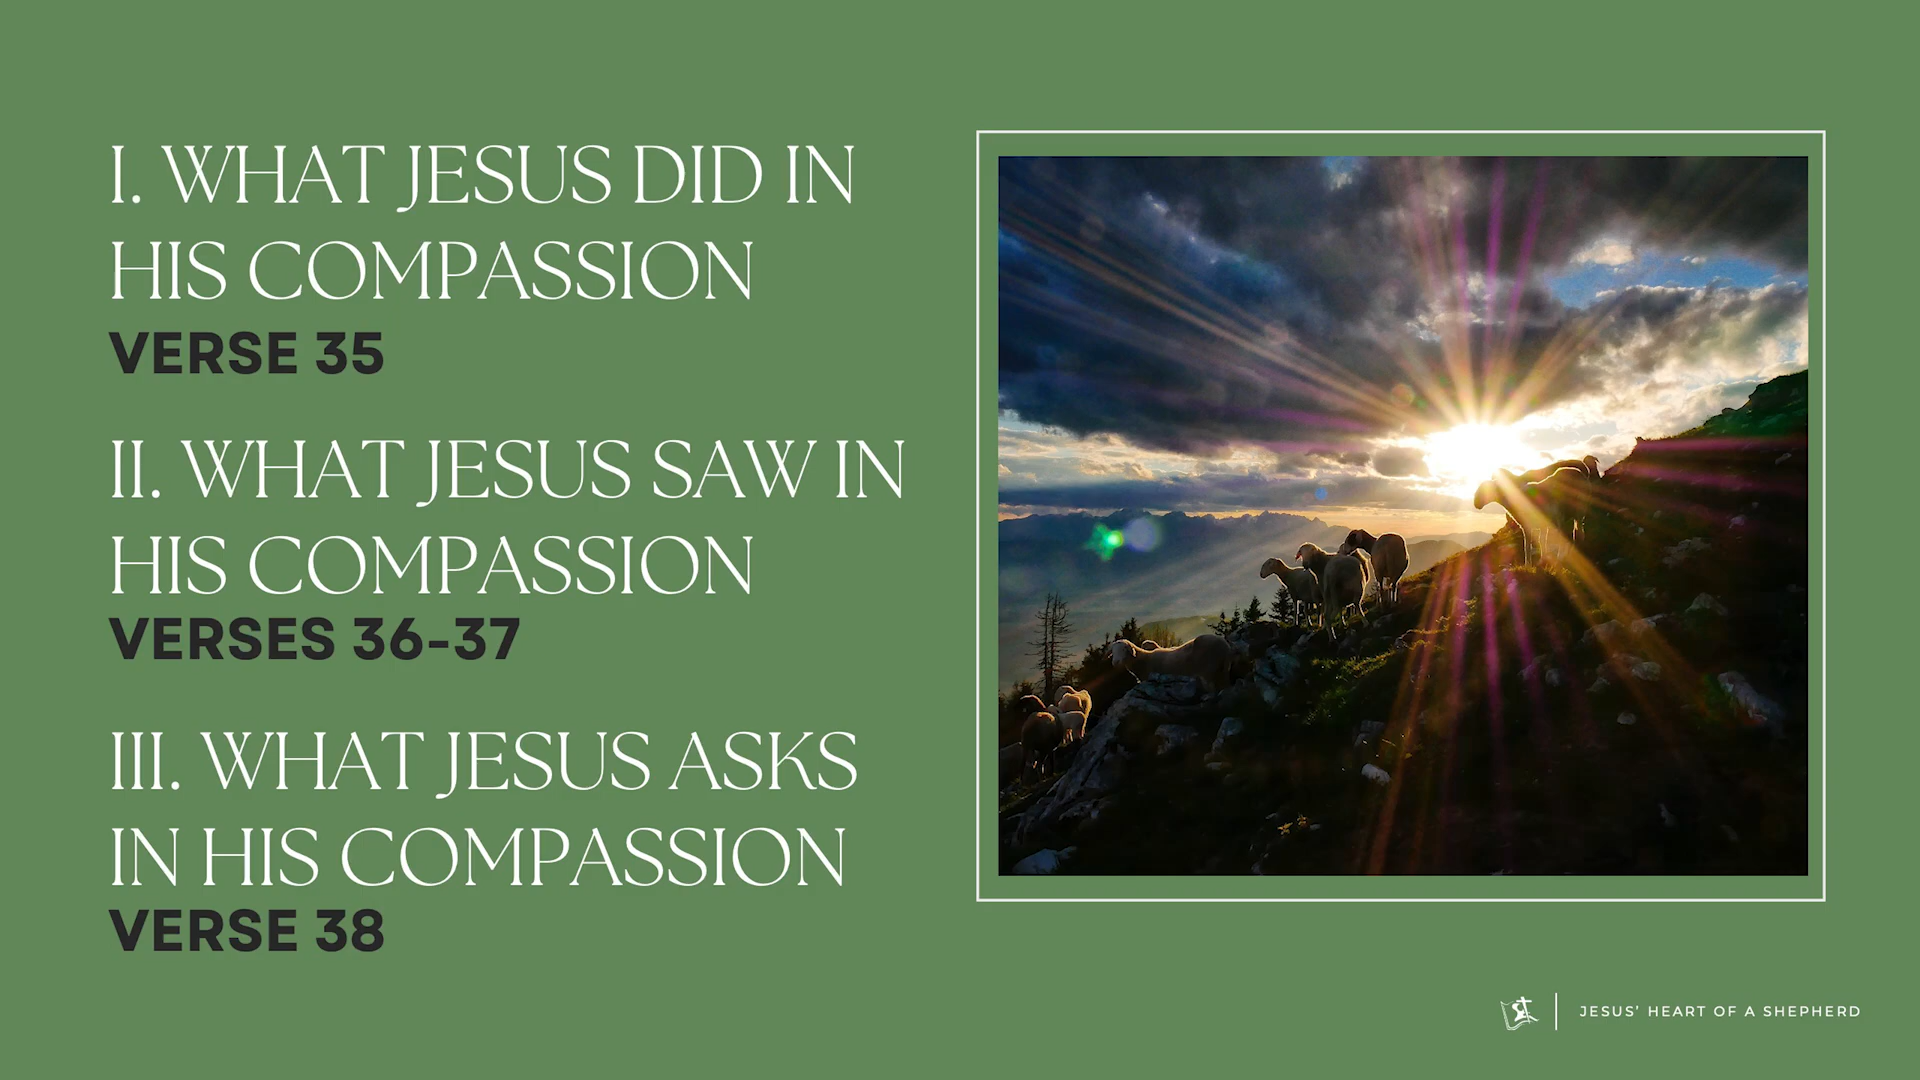 I. WHAT JESUS DID IN
HIS COMPASSION
VERSE 35
II. WHAT JESUS SAW IN
HIS COMPASSION
VERSES 36-37
III. WHAT JESUS ASKS
IN HIS COMPASSION
VERSE 38
JESUS' HEART OF A SHEPHERD